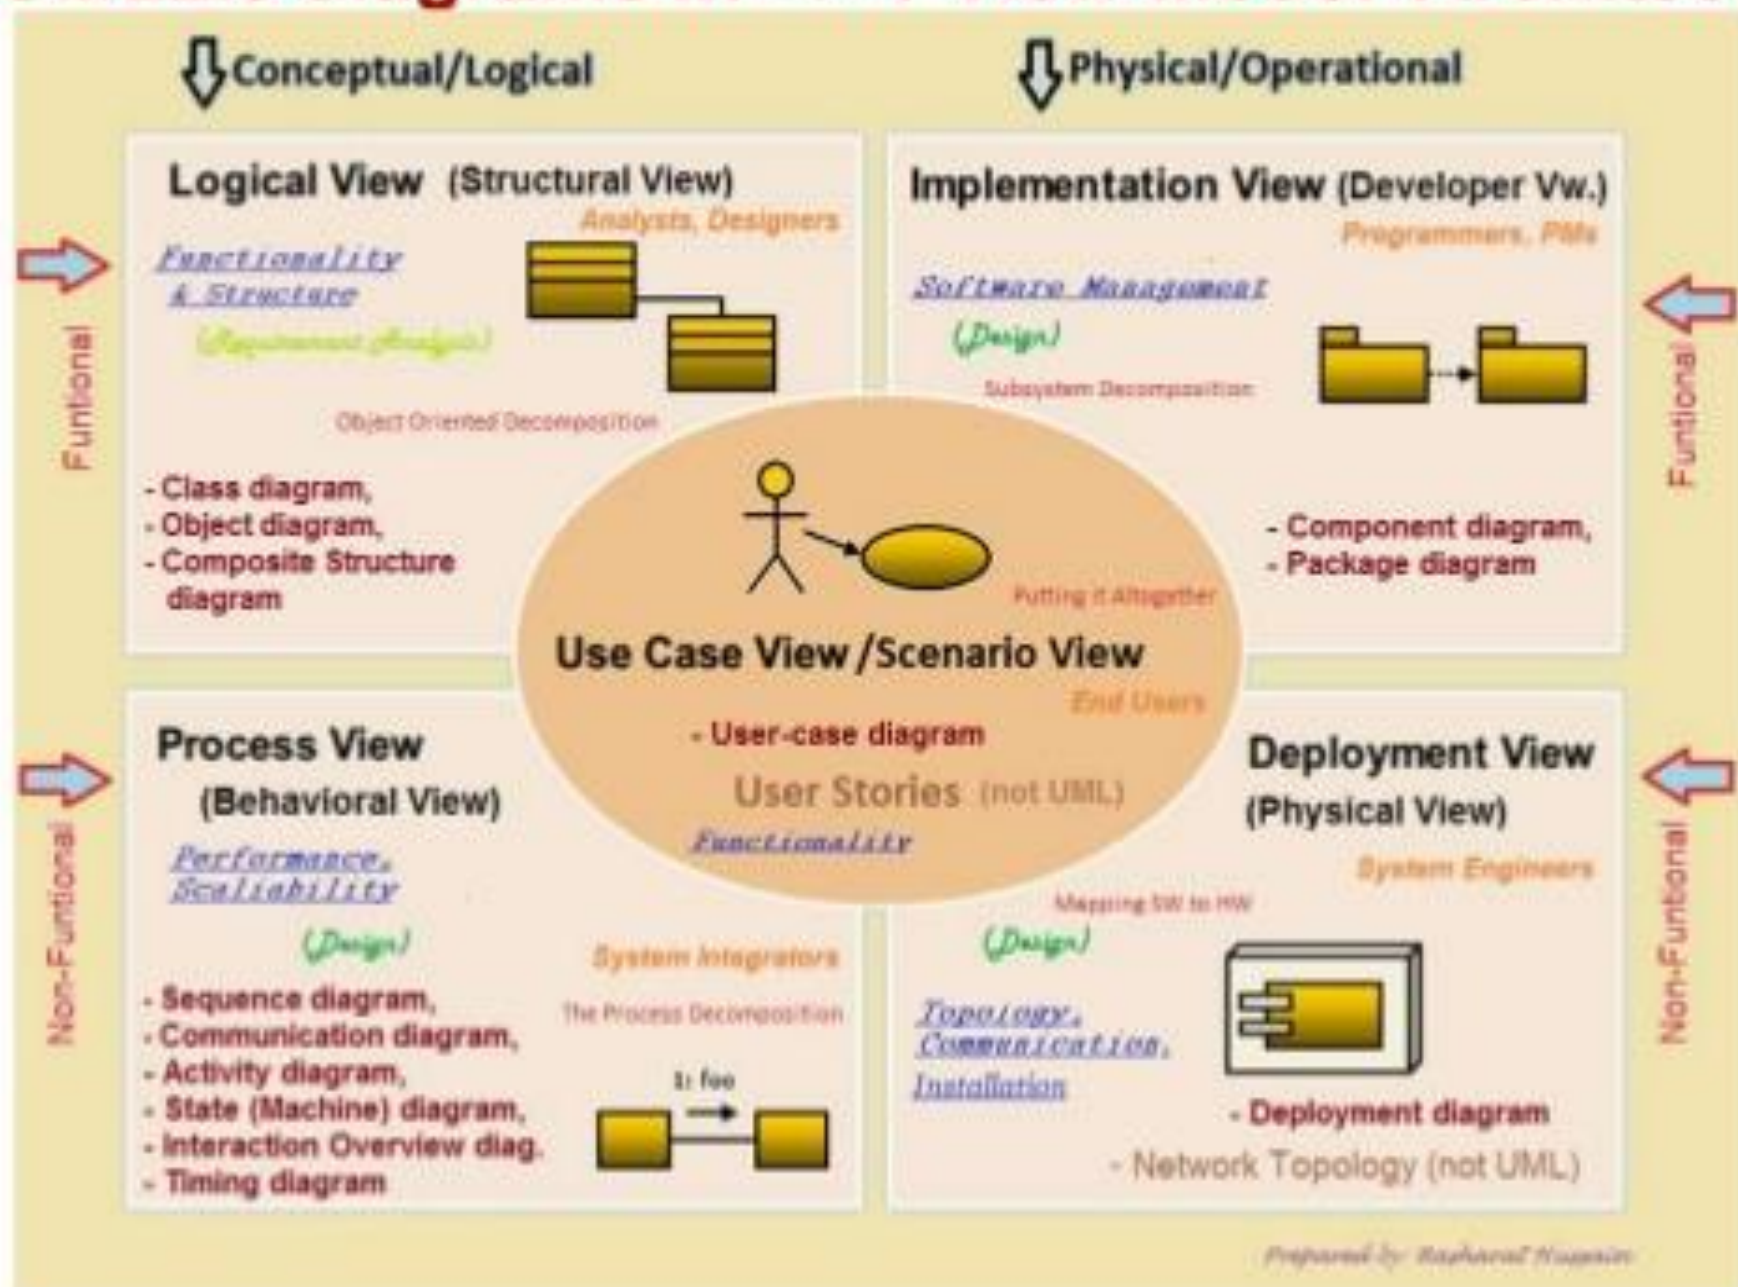 Conceptual/Logical
Physical/Operational
Logical View (Structural View)
Analysts, Designers
Functionality
& Structure
(Requirement Analysis)
Object Oriented Decomposition
- Class diagram,
- Object diagram,
- Composite Structure
diagram
Funtional
Implementation View (Developer Vw.)
Programmers, PMs
Software Management
(Design)
Subsystem Decomposition
- Component diagram,
- Package diagram
Funtional
Putting it Altogether
Use Case View /Scenario View
End Users
- User-case diagram
User Stories (not UML)
Functionality
Process View
(Behavioral View)
Performance,
Scaliability
(Design)
System Integrators
The Process Decomposition
- Sequence diagram,
- Communication diagram,
- Activity diagram,
- State (Machine) diagram,
- Interaction Overview diag.
- Timing diagram
1: foo
Non-Funtional
Deployment View
(Physical View)
System Engineers
Mapping SW to HW
(Design)
Topology,
Communication,
Installation
- Deployment diagram
- Network Topology (not UML)
Non-Funtional
Prepared by: